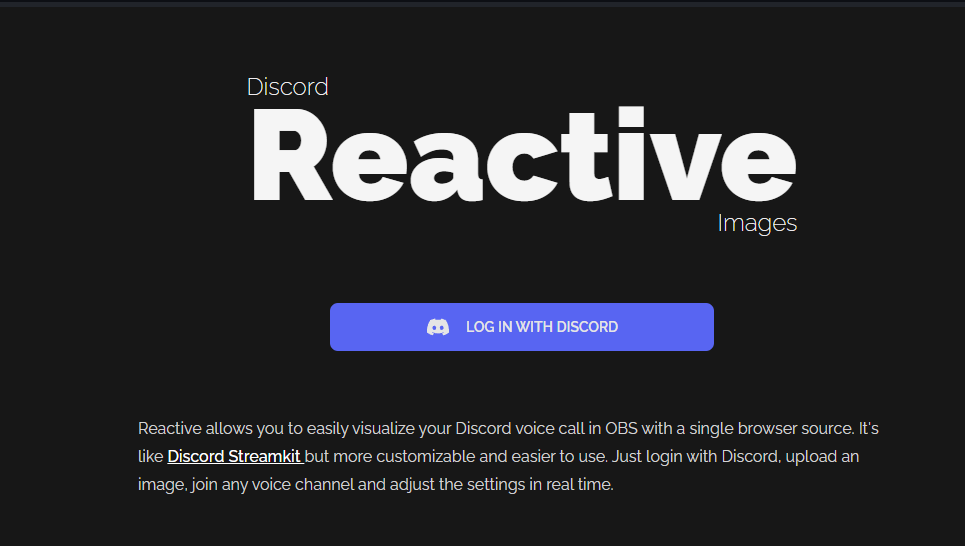 Discord
Reactive
Images
LOG IN WITH DISCORD
Reactive allows you to easily visualize your Discord voice call in OBS with a single browser source. It's
like Discord Streamkit but more customizable and easier to use. Just login with Discord, upload an
image, join any voice channel and adjust the settings in real time.